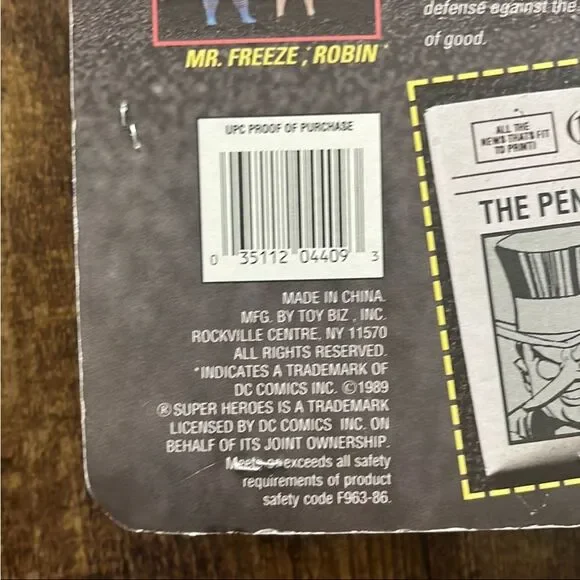 defense against the
of good.
MR. FREEZE*, ROBIN*
UPC PROOF OF PURCHASE
0 35112 04409 3
MADE IN CHINA.
MFG. BY TOY BIZ, INC.
ROCKVILLE CENTRE, NY 11570
ALL RIGHTS RESERVED.
*INDICATES A TRADEMARK OF
DC COMICS INC. ©1989
®SUPER HEROES IS A TRADEMARK
LICENSED BY DC COMICS INC. ON
BEHALF OF ITS JOINT OWNERSHIP.
Meets or exceeds all safety
requirements of product
safety code F963-86.
ALL THE
NEWS THATS FIT
TO PRINT!
THE PEN